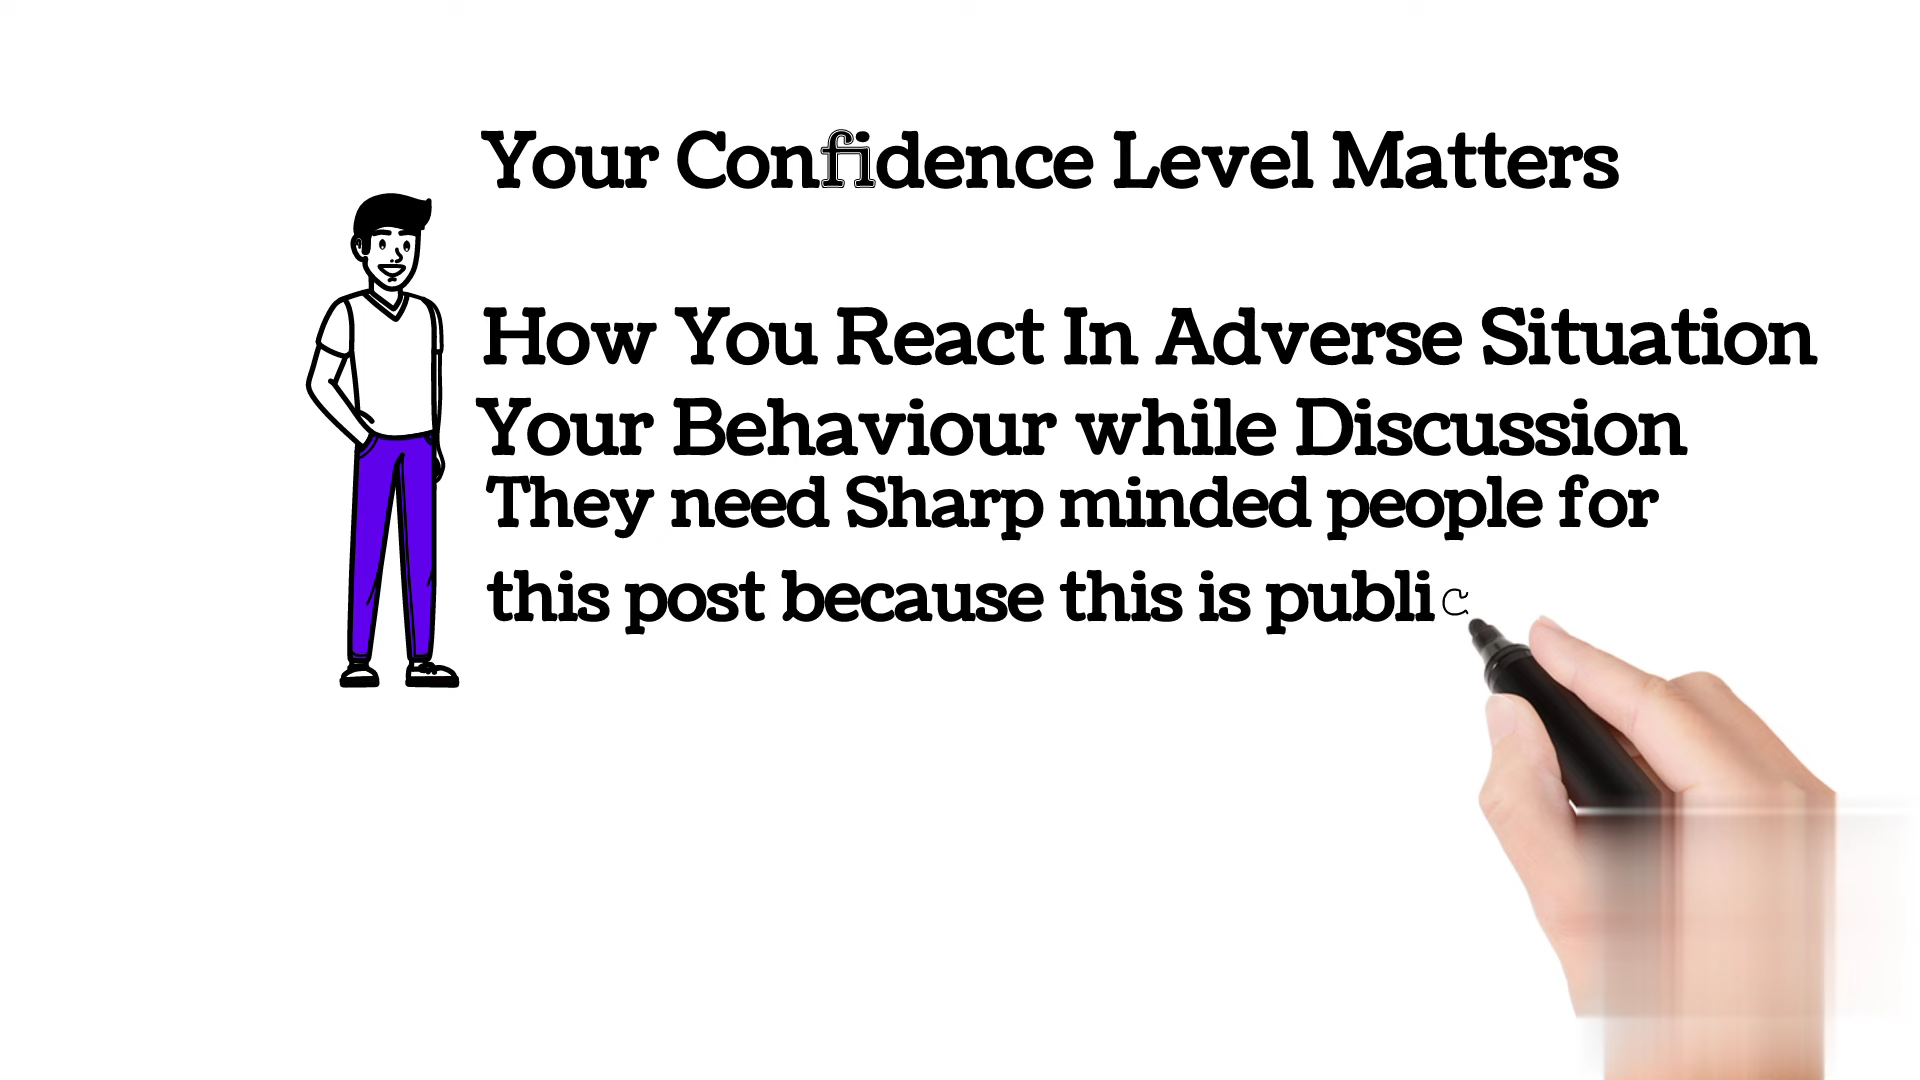 Your Confidence Level Matters
How You React In Adverse Situation
Your Behaviour while Discussion
They need Sharp minded people for
this post because this is public